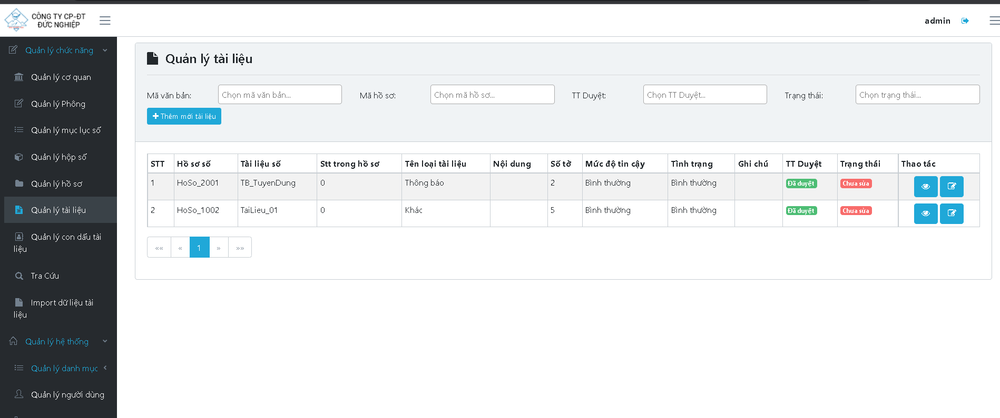 CÔNG TY CP-ĐT
ĐỨC NGHIỆP
admin
Quản lý chức năng
Quản lý cơ quan
Quản lý Phông
Quản lý mục lục số
Quản lý hộp số
Quản lý hồ sơ
Quản lý tài liệu
Quản lý con dấu tài
liệu
Tra Cứu
Import dữ liệu tài
liệu
Quản lý hệ thống
Quản lý danh mục
Quản lý người dùng
Quản lý tài liệu
Mã văn bản: Chọn mã văn bản... Mã hồ sơ: Chọn mã hồ sơ... TT Duyệt: Chọn TT Duyệt... Trạng thái: Chọn trạng thái...
Thêm mới tài liệu
STT Hồ sơ số Tài liệu số Stt trong hồ sơ Tên loại tài liệu Nội dung Số tờ Mức độ tin cậy Tình trạng Ghi chú TT Duyệt Trạng thái Thao tác
1 HoSo_2001 TB_TuyenDung 0 Thông báo 2 Bình thường Bình thường Đã duyệt Chưa sửa
2 HoSo_1002 TaiLieu_01 0 Khác 5 Bình thường Bình thường Đã duyệt Chưa sửa
«« « 1 » »»